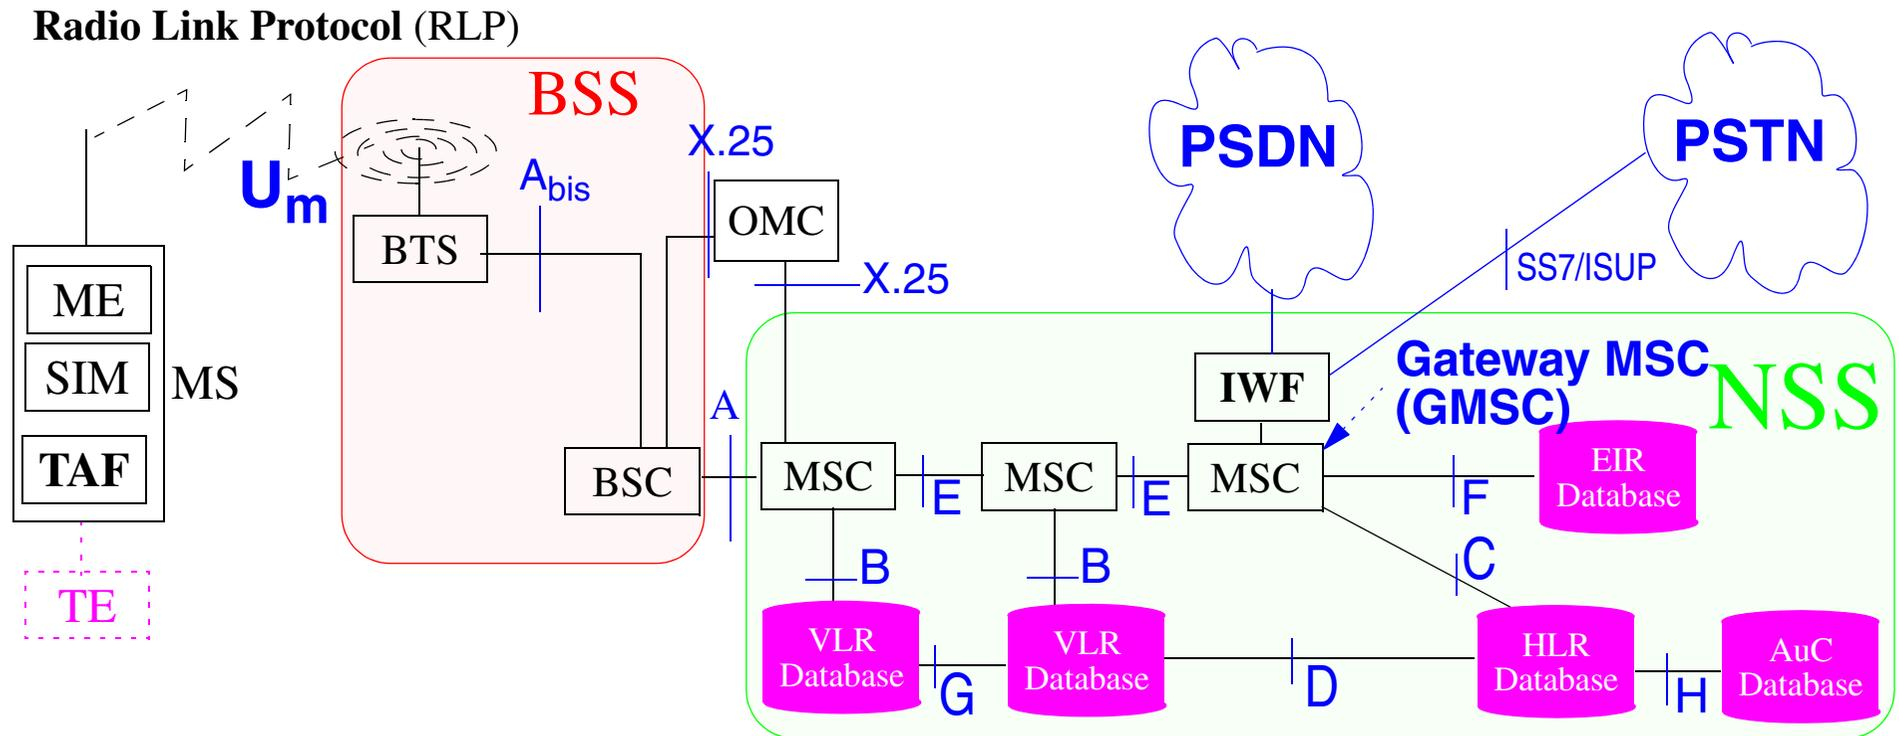 Radio Link Protocol (RLP)
BSS
X.25
PSDN
PSTN
Um
Abis
OMC
BTS
X.25
SS7/ISUP
ME
SIM
MS
TAF
TE
IWF
Gateway MSC
(GMSC)
NSS
A
BSC
MSC
E
MSC
E
MSC
F
EIR
Database
B
B
C
VLR
Database
G
VLR
Database
D
HLR
Database
H
AuC
Database